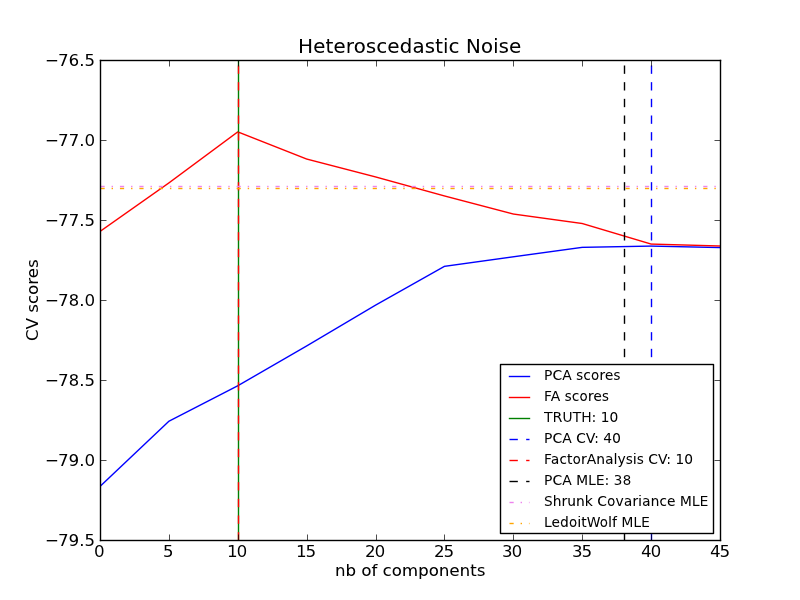 Heteroscedastic Noise
−76.5
−77.0
−77.5
−78.0
−78.5
−79.0
−79.5
CV scores
0 5 10 15 20 25 30 35 40 45
nb of components
PCA scores
FA scores
TRUTH: 10
PCA CV: 40
FactorAnalysis CV: 10
PCA MLE: 38
Shrunk Covariance MLE
LedoitWolf MLE